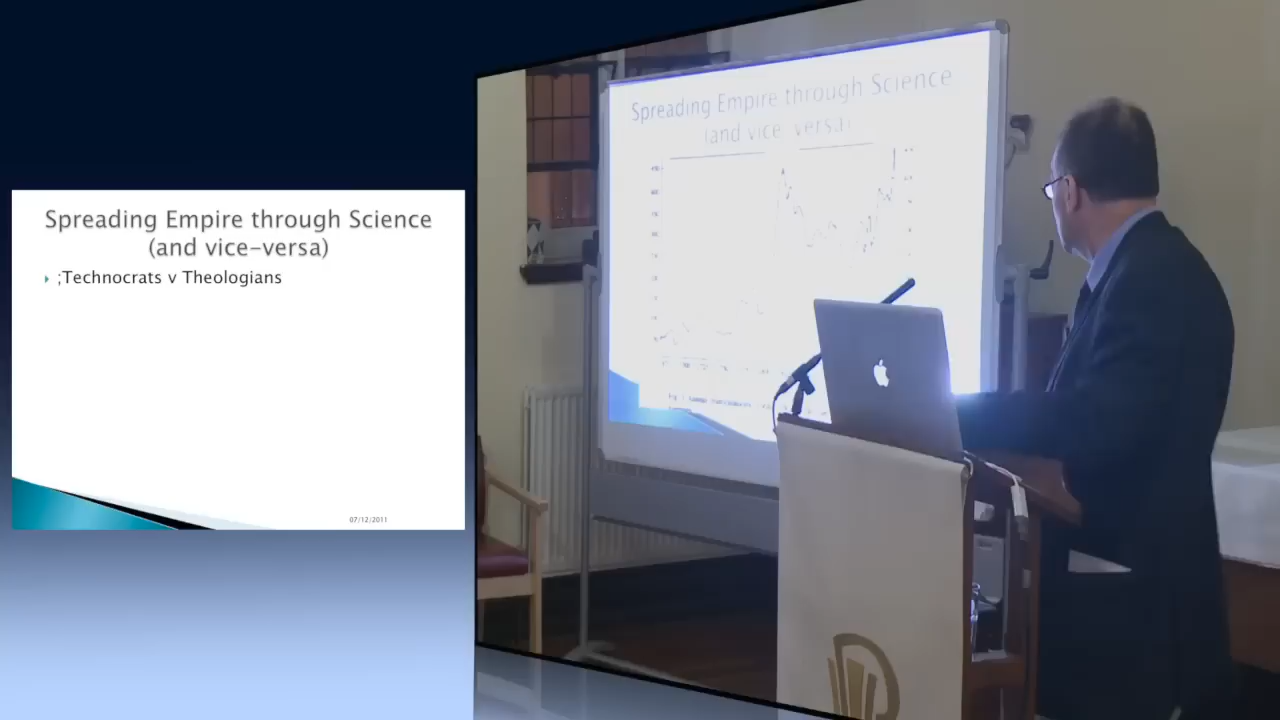 Spreading Empire through Science
(and vice-versa)
;Technocrats v Theologians
07/12/2011
Spreading Empire through Science
(and vice-versa)